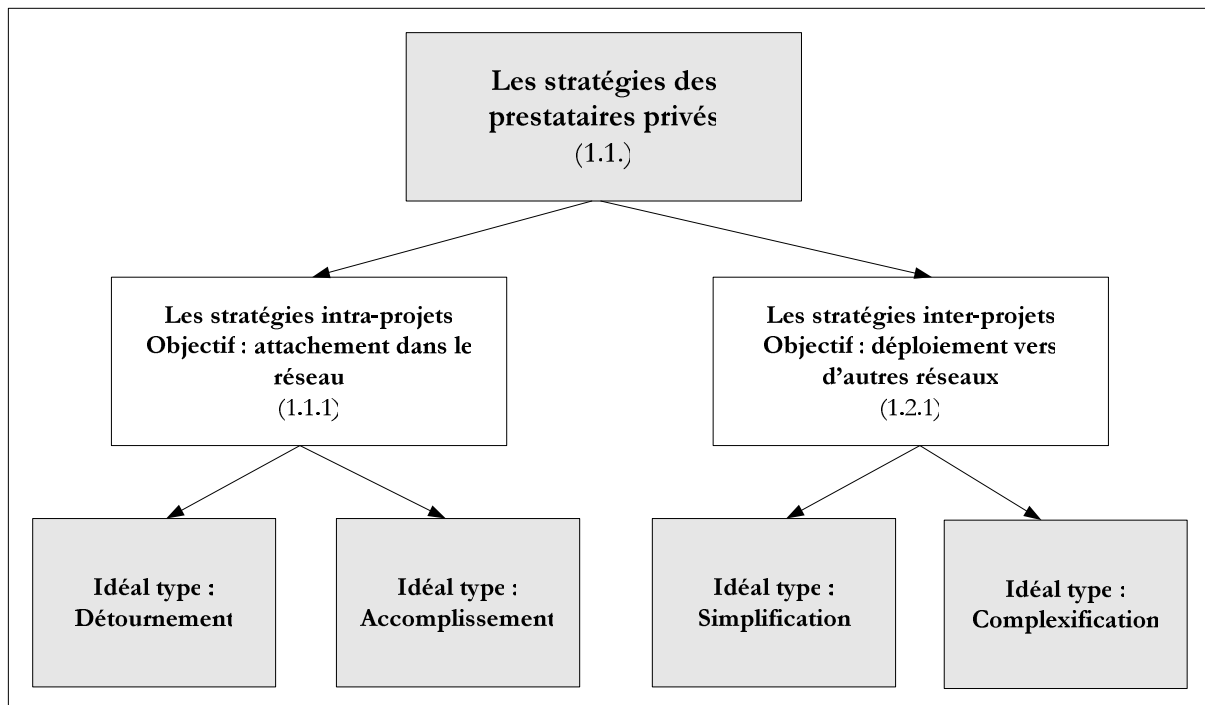 Les stratégies des
prestataires privés
(1.1.)
Les stratégies intra-projets
Objectif : attachement dans le
réseau
(1.1.1)
Les stratégies inter-projets
Objectif : déploiement vers
d’autres réseaux
(1.2.1)
Idéal type :
Détournement
Idéal type :
Accomplissement
Idéal type :
Simplification
Idéal type :
Complexification